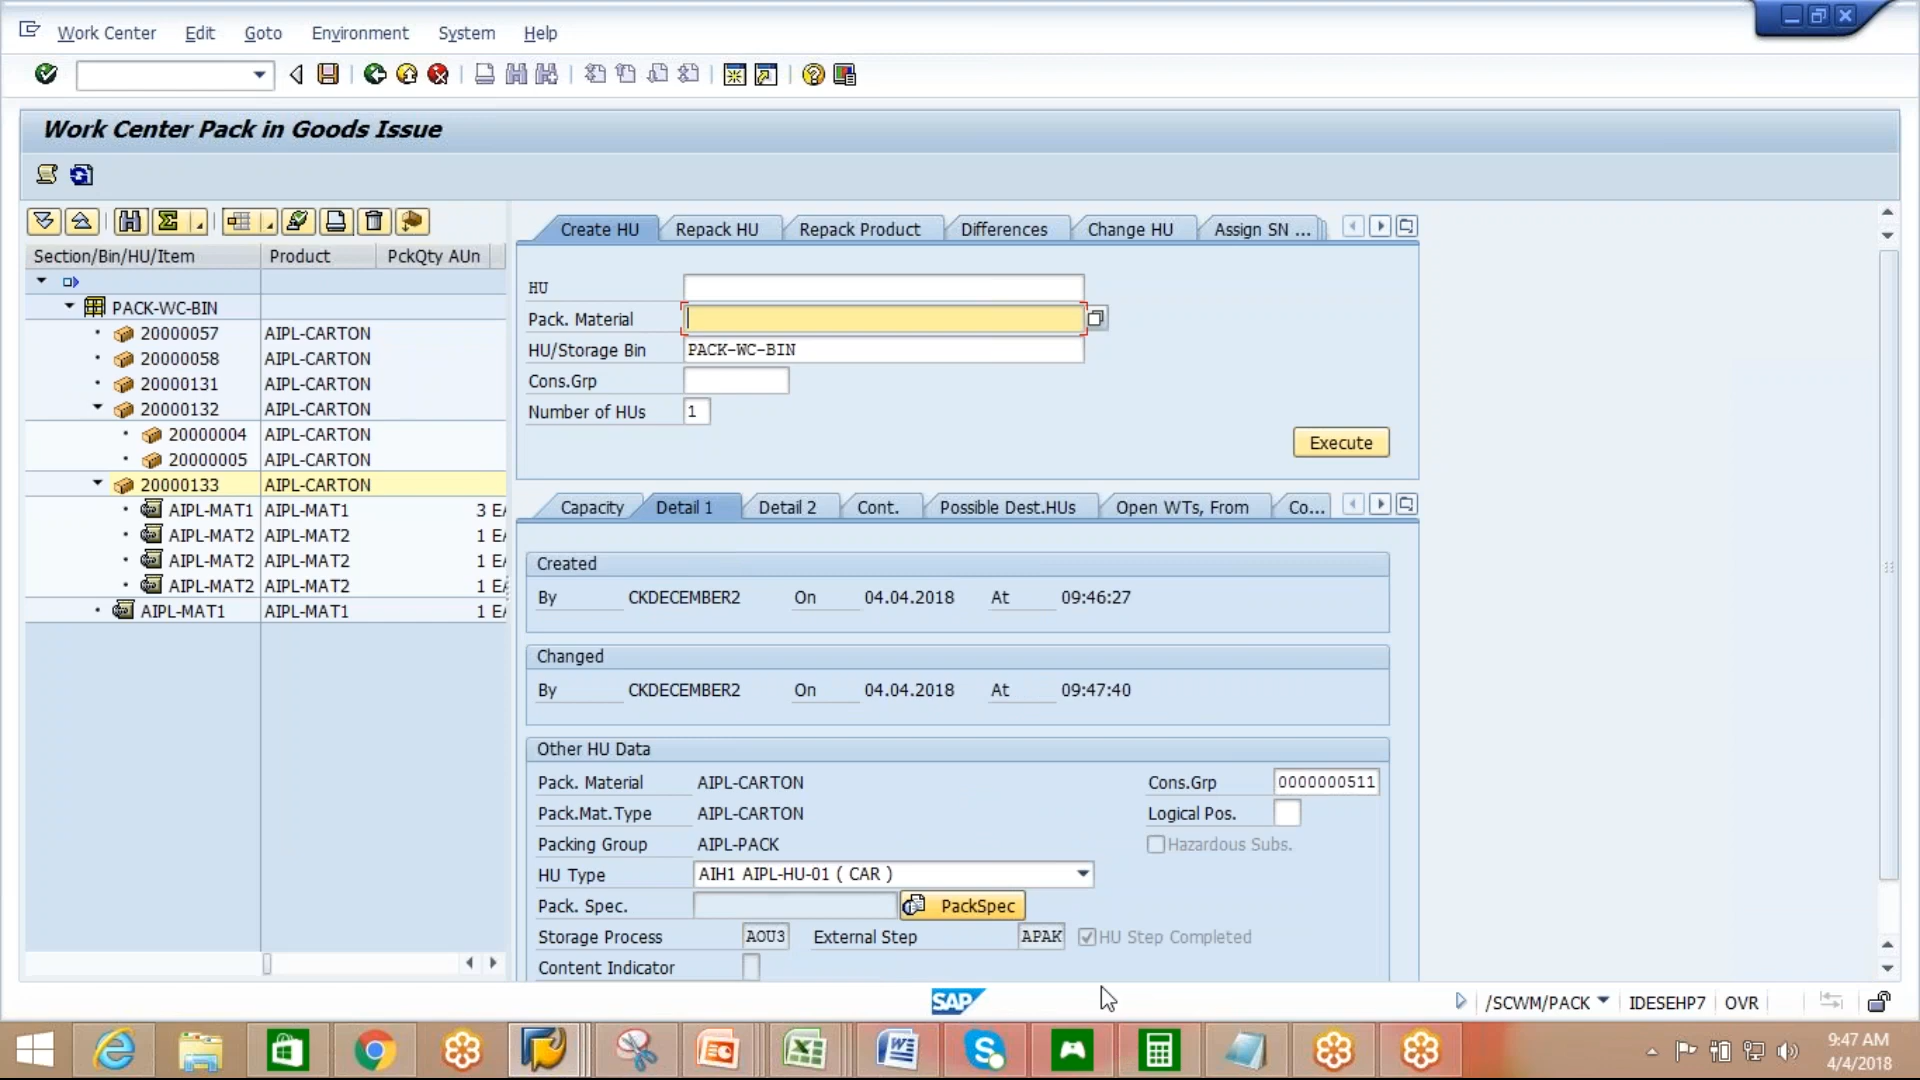 Work Center Edit Goto Environment System Help
Work Center Pack in Goods Issue
Section/Bin/HU/Item Product PckQty AUn
PACK-WC-BIN
20000057 AIPL-CARTON
20000058 AIPL-CARTON
20000131 AIPL-CARTON
20000132 AIPL-CARTON
20000004 AIPL-CARTON
20000005 AIPL-CARTON
20000133 AIPL-CARTON
AIPL-MAT1 AIPL-MAT1 3 EA
AIPL-MAT2 AIPL-MAT2 1 EA
AIPL-MAT2 AIPL-MAT2 1 EA
AIPL-MAT2 AIPL-MAT2 1 EA
AIPL-MAT1 AIPL-MAT1 1 EA
Create HU Repack HU Repack Product Differences Change HU Assign SN ...
HU
Pack. Material
HU/Storage Bin PACK-WC-BIN
Cons.Grp
Number of HUs 1
Execute
Capacity Detail 1 Detail 2 Cont. Possible Dest.HUs Open WTs, From Co...
Created
By CKDECEMBER2 On 04.04.2018 At 09:46:27
Changed
By CKDECEMBER2 On 04.04.2018 At 09:47:40
Other HU Data
Pack. Material AIPL-CARTON Cons.Grp 0000000511
Pack.Mat.Type AIPL-CARTON Logical Pos.
Packing Group AIPL-PACK Hazardous Subs.
HU Type AIH1 AIPL-HU-01 ( CAR )
Pack. Spec. PackSpec
Storage Process AOU3 External Step APAK HU Step Completed
Content Indicator
SAP /SCWM/PACK IDESEHP7 OVR
9:47 AM
4/4/2018